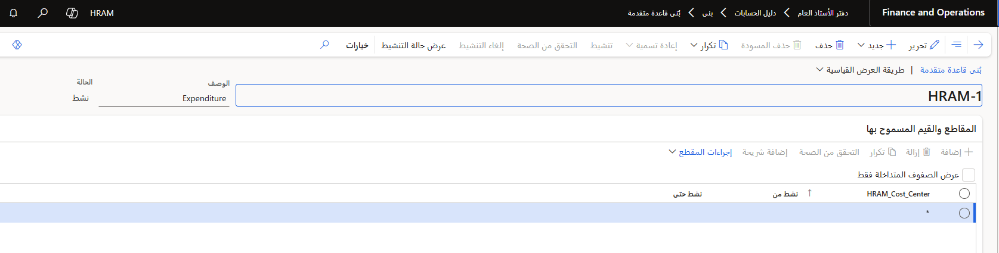 Finance and Operations دفتر الأستاذ العام دليل الحسابات بنى بُنى قاعدة متقدمة HRAM
تحرير جديد حذف تكرار حذف المسودة إعادة تسمية تنشيط التحقق من الصحة إلغاء التنشيط عرض حالة التنشيط خيارات
بُنى قاعدة متقدمة | طريقة العرض القياسية
الوصف الحالة
HRAM-1 Expenditure نشط
المقاطع والقيم المسموح بها
إضافة إزالة تكرار التحقق من الصحة إضافة شريحة إجراءات المقطع
عرض الصفوف المتداخلة فقط
HRAM_Cost_Center نشط من نشط حتى
*